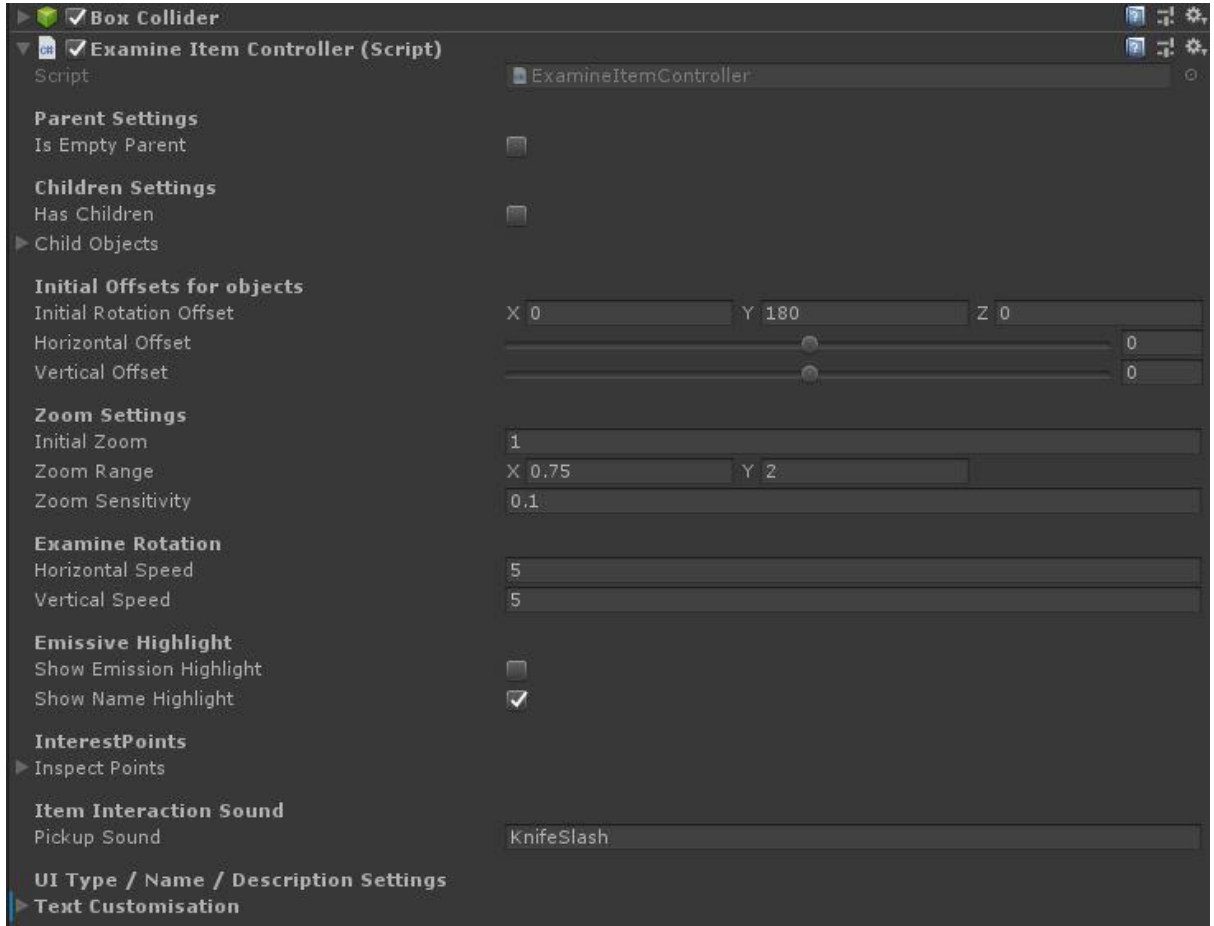 Box Collider
Examine Item Controller (Script)
Script ExamineItemController
Parent Settings
Is Empty Parent
Children Settings
Has Children
Child Objects
Initial Offsets for objects
Initial Rotation Offset X 0 Y 180 Z 0
Horizontal Offset 0
Vertical Offset 0
Zoom Settings
Initial Zoom 1
Zoom Range X 0.75 Y 2
Zoom Sensitivity 0.1
Examine Rotation
Horizontal Speed 5
Vertical Speed 5
Emissive Highlight
Show Emission Highlight
Show Name Highlight
InterestPoints
Inspect Points
Item Interaction Sound
Pickup Sound KnifeSlash
UI Type / Name / Description Settings
Text Customisation